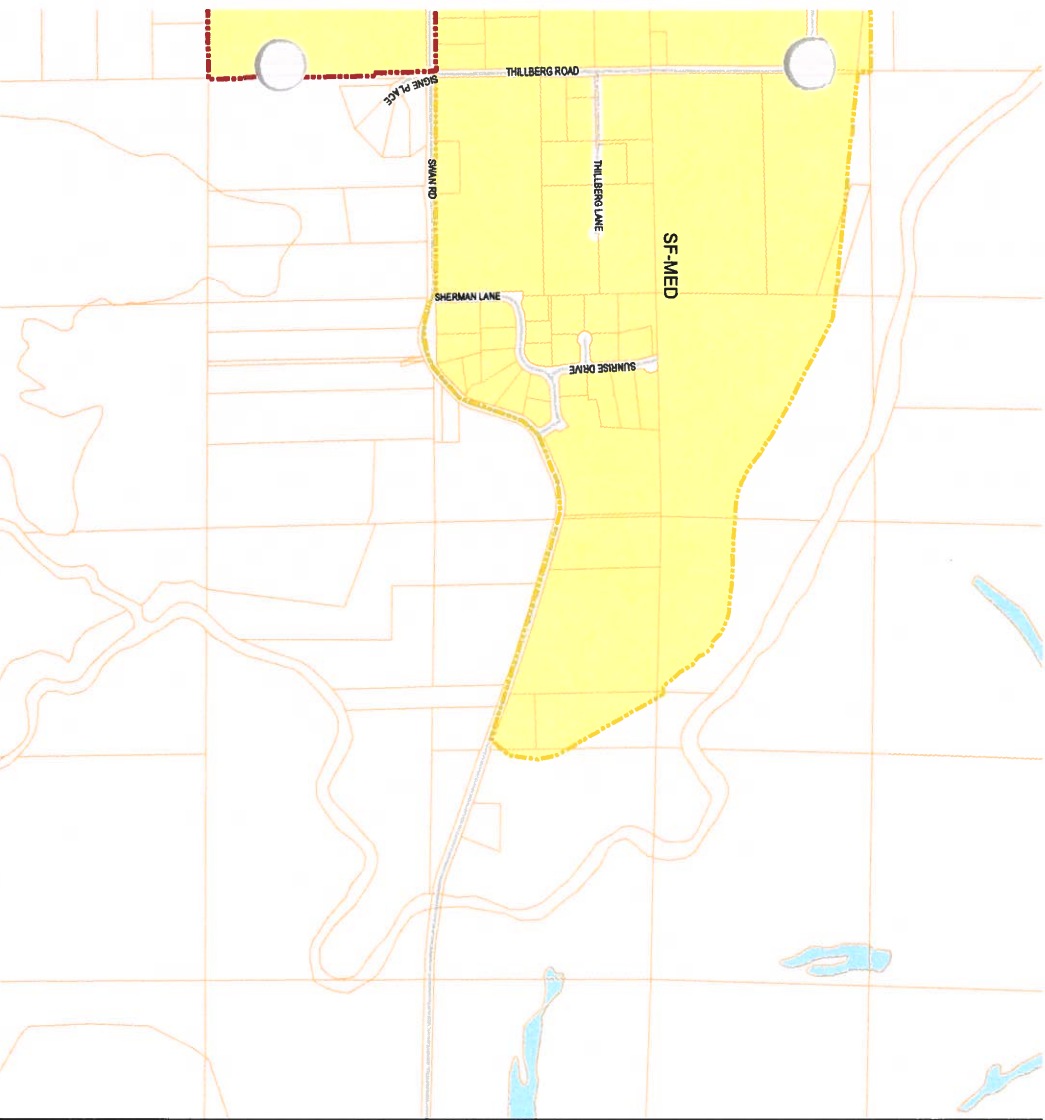 THILLBERG ROAD
SIGNE PLACE
SWAN RD
THILLBERG LANE
SF-MED
SHERMAN LANE
SUNRISE DRIVE